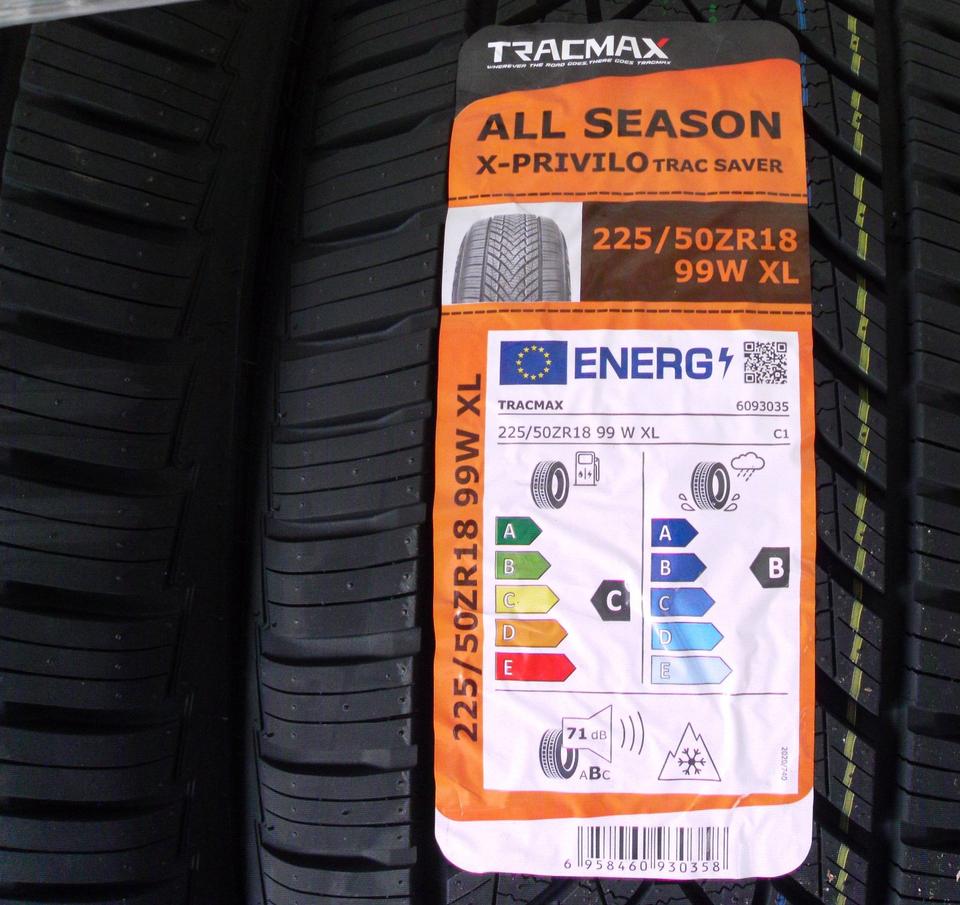 TRACMAX
WHEREVER THE ROAD GOES, THERE GOES TRACMAX
ALL SEASON
X-PRIVILO TRAC SAVER
225/50ZR18
99W XL
225/50ZR18 99W XL
ENERG
TRACMAX 6093035
225/50ZR18 99 W XL C1
A A
B B B
C C C
D D
E E
71 dB
ABC
2020/740
6 958460 930358